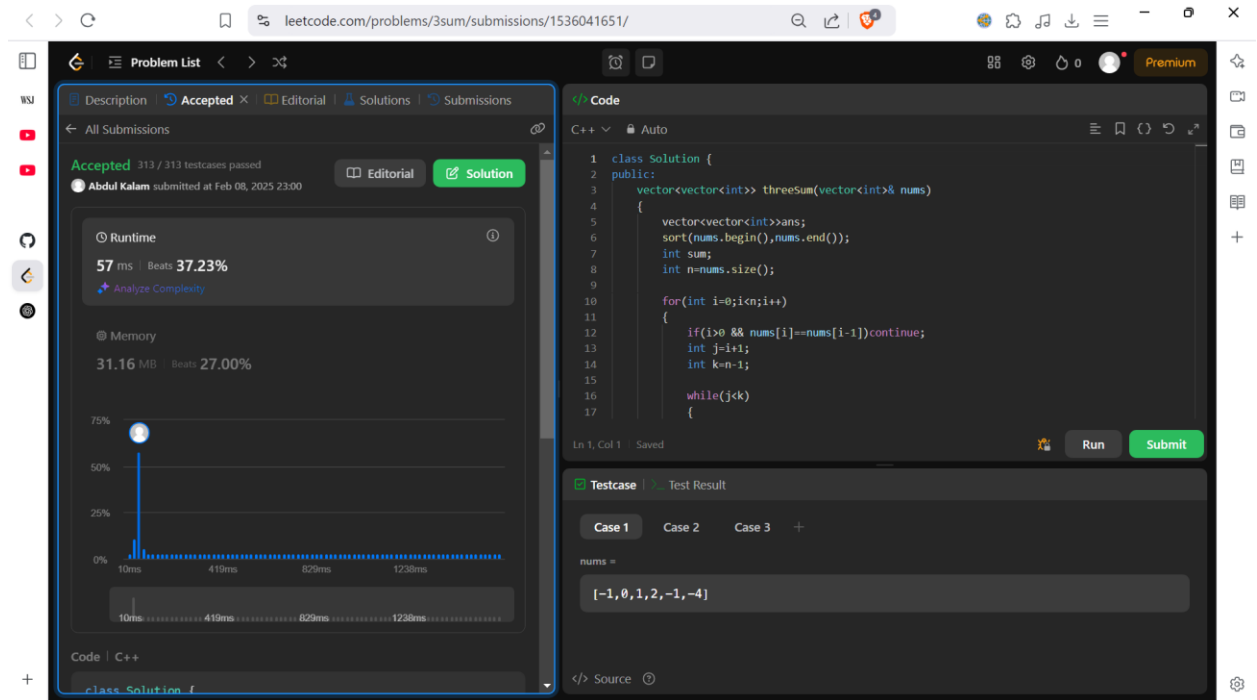 leetcode.com/problems/3sum/submissions/1536041651/
Problem List
0
Premium
WSJ
Description
Accepted
Editorial
Solutions
Submissions
All Submissions
Accepted 313 / 313 testcases passed
Abdul Kalam submitted at Feb 08, 2025 23:00
Editorial
Solution
Runtime
57 ms Beats 37.23%
Analyze Complexity
Memory
31.16 MB Beats 27.00%
75%
50%
25%
0%
10ms 419ms 829ms 1238ms
10ms 419ms 829ms 1238ms
Code C++
class Solution {
</> Code
C++ Auto
1 class Solution {
2 public:
3 vector<vector<int>> threeSum(vector<int>& nums)
4 {
5 vector<vector<int>>ans;
6 sort(nums.begin(),nums.end());
7 int sum;
8 int n=nums.size();
9
10 for(int i=0;i<n;i++)
11 {
12 if(i>0 && nums[i]==nums[i-1])continue;
13 int j=i+1;
14 int k=n-1;
15
16 while(j<k)
17 {
Ln 1, Col 1 Saved
Run
Submit
Testcase
Test Result
Case 1 Case 2 Case 3 +
nums =
[-1,0,1,2,-1,-4]
</> Source